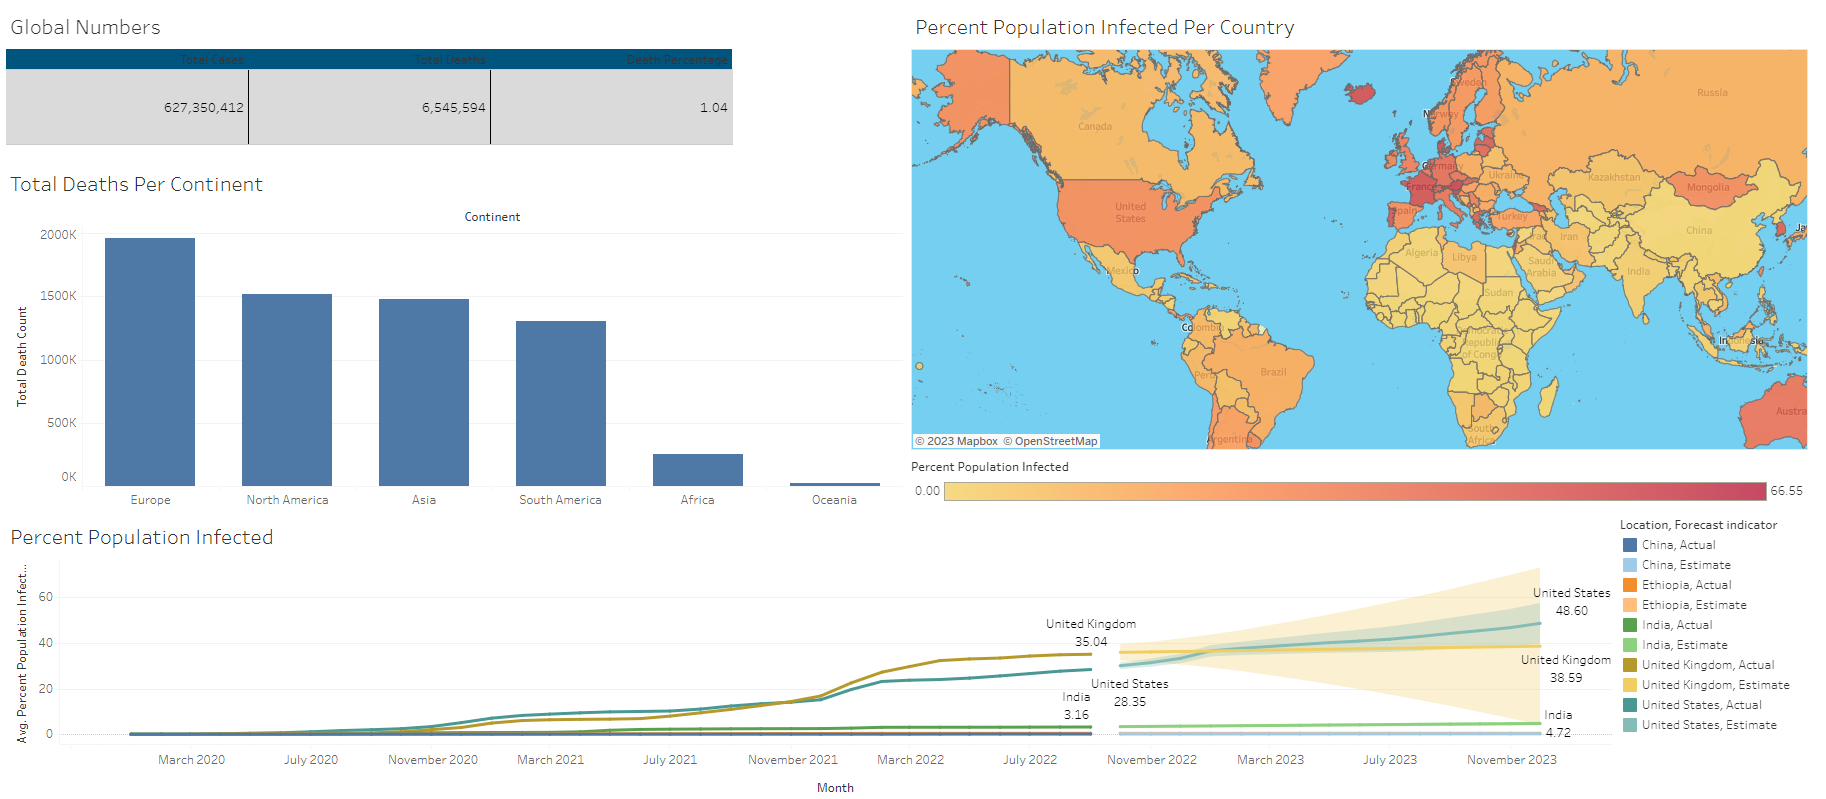 Global Numbers
Total Cases Total Deaths Death Percentage
627,350,412 6,545,594 1.04
Total Deaths Per Continent
Continent
Total Death Count
2000K
1500K
1000K
500K
0K
Europe North America Asia South America Africa Oceania
Percent Population Infected Per Country
Canada
United
States
Mexico
Colombia
Peru
Brazil
Argentina
Sweden
Norway
Russia
Germany
France
Spain
Ukraine
Turkey
Kazakhstan
Mongolia
China
Iraq
Iran
Algeria
Libya
Saudi
Arabia
India
Sudan
Democratic
Republic
of Congo
South
Africa
Indonesia
Ja
Austra
© 2023 Mapbox © OpenStreetMap
Percent Population Infected
0.00 66.55
Percent Population Infected
Avg. Percent Population Infect...
60
40
20
0
United Kingdom
35.04
United States
28.35
India
3.16
United States
48.60
United Kingdom
38.59
India
4.72
March 2020 July 2020 November 2020 March 2021 July 2021 November 2021 March 2022 July 2022 November 2022 March 2023 July 2023 November 2023
Month
Location, Forecast indicator
China, Actual
China, Estimate
Ethiopia, Actual
Ethiopia, Estimate
India, Actual
India, Estimate
United Kingdom, Actual
United Kingdom, Estimate
United States, Actual
United States, Estimate